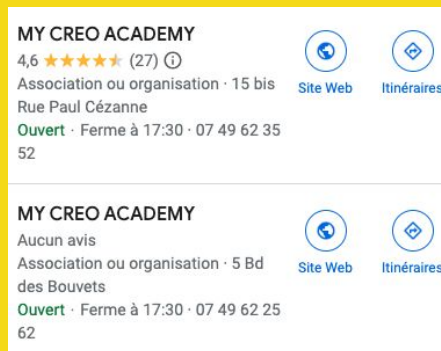 MY CREO ACADEMY
4,6 ★★★★★ (27)
Association ou organisation · 15 bis
Rue Paul Cézanne
Ouvert · Ferme à 17:30 · 07 49 62 35
52
Site Web
Itinéraires
MY CREO ACADEMY
Aucun avis
Association ou organisation · 5 Bd
des Bouvets
Ouvert · Ferme à 17:30 · 07 49 62 25
62
Site Web
Itinéraires